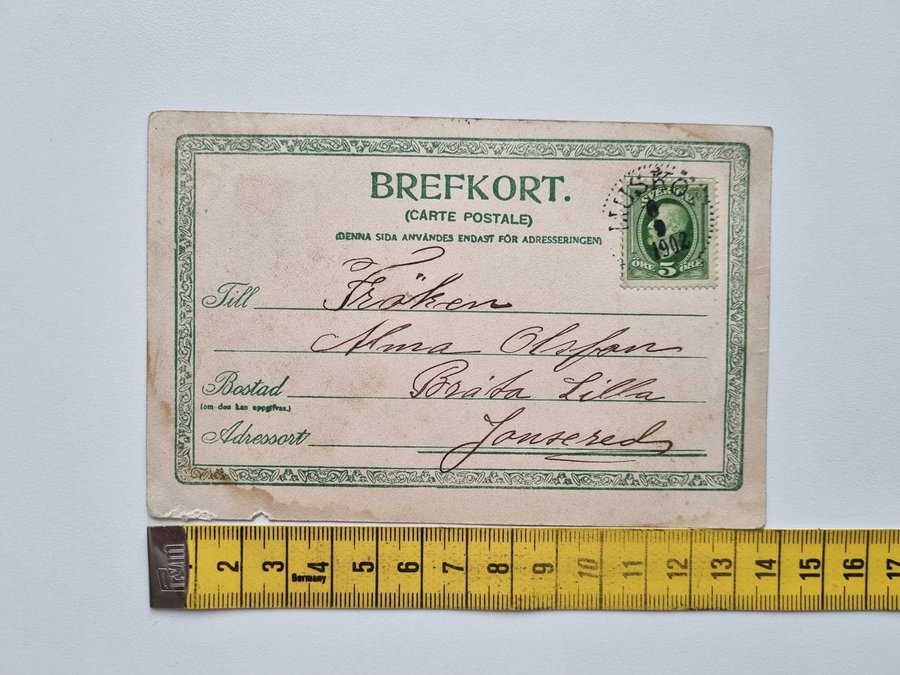 BREFKORT.
(CARTE POSTALE)
(DENNA SIDA ANVÄNDES ENDAST FÖR ADRESSERINGEN)
HUSKÖ
SVERIGE
1902
ÖRE 5 ÖRE
Till Fröken
Alma Olsson
Bostad Bråta Lilla
(om den kan uppgifvas.)
Adressort Jonsered
1 2 3 4 5 6 7 8 9 10 11 12 13 14 15 16 17
Germany